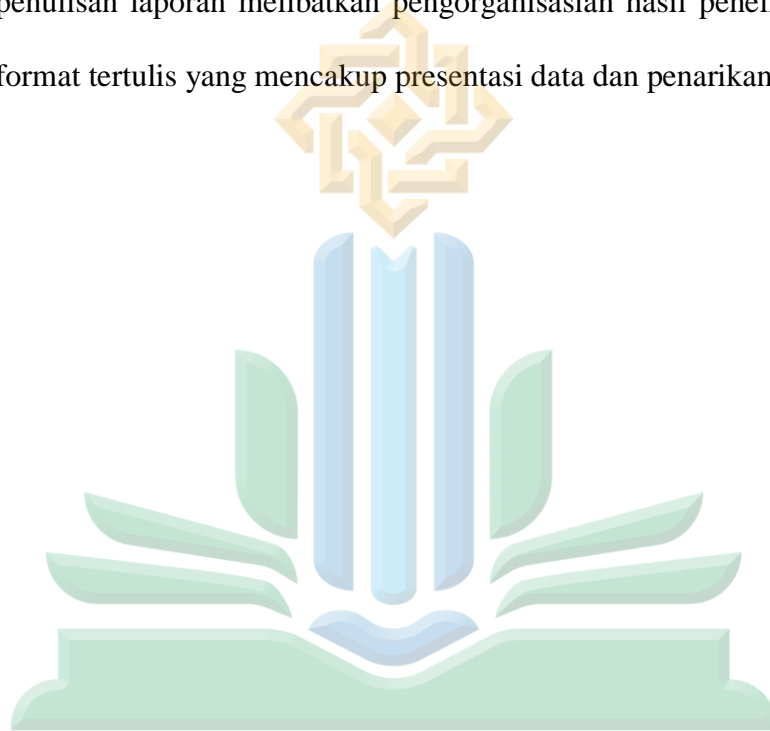 penulisan laporan melibatkan pengorganisasian hasil
format tertulis yang mencakup presentasi data dan penarikan